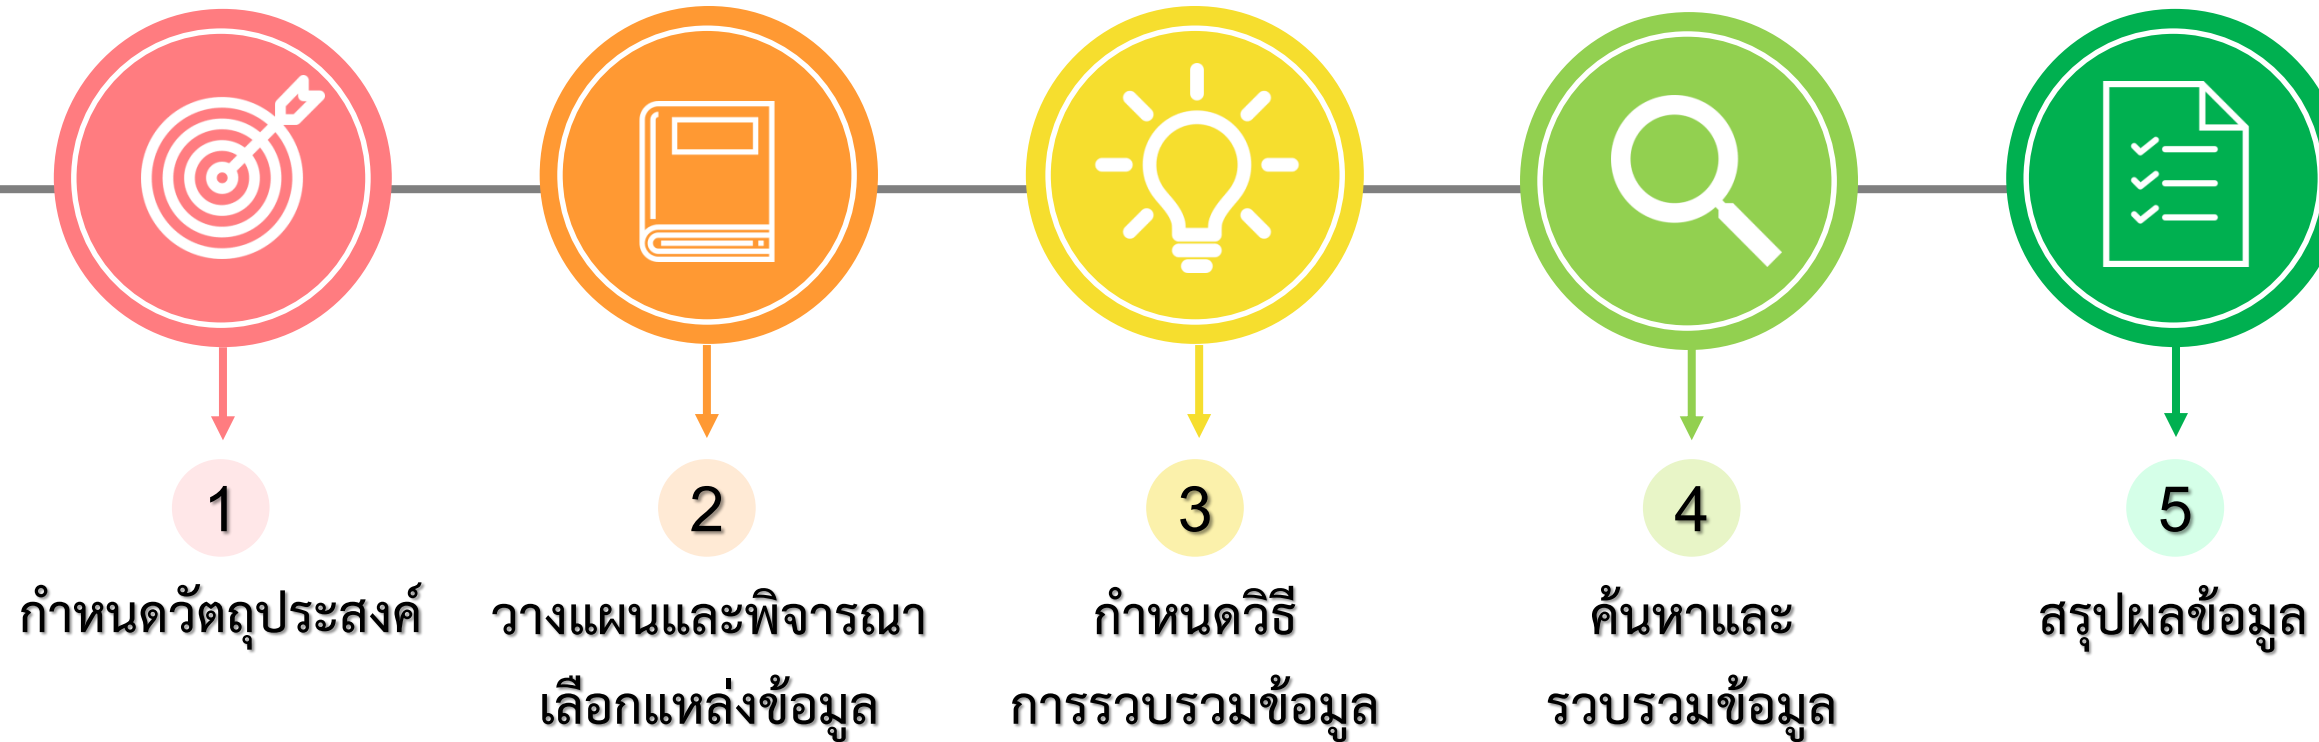 1
กำหนดวัตถุประสงค์
2
วางแผนและพิจารณา
เลือกแหล่งข้อมูล
3
กำหนดวิธี
การรวบรวมข้อมูล
4
ค้นหาและ
รวบรวมข้อมูล
5
สรุปผลข้อมูล